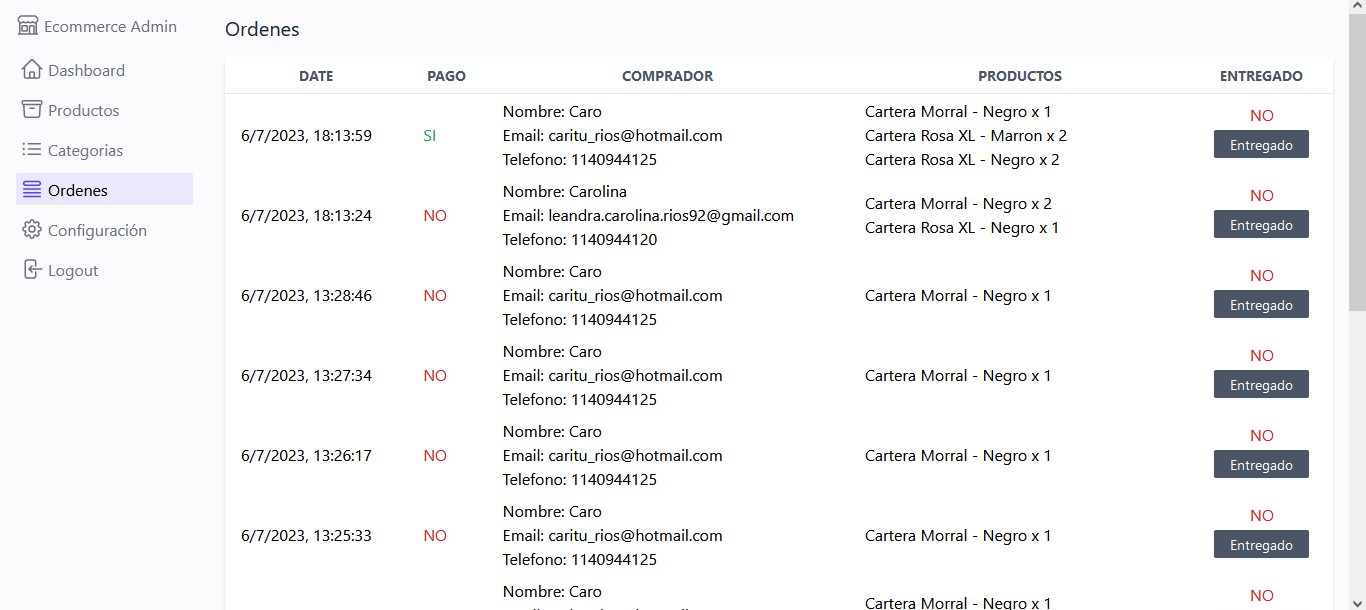 Ecommerce Admin
Dashboard
Productos
Categorias
Ordenes
Configuración
Logout
Ordenes
DATE PAGO COMPRADOR PRODUCTOS ENTREGADO
6/7/2023, 18:13:59
SI
Nombre: Caro
Email: caritu_rios@hotmail.com
Telefono: 1140944125
Cartera Morral - Negro x 1
Cartera Rosa XL - Marron x 2
Cartera Rosa XL - Negro x 2
NO
Entregado
6/7/2023, 18:13:24
NO
Nombre: Carolina
Email: leandra.carolina.rios92@gmail.com
Telefono: 1140944120
Cartera Morral - Negro x 2
Cartera Rosa XL - Negro x 1
NO
Entregado
6/7/2023, 13:28:46
NO
Nombre: Caro
Email: caritu_rios@hotmail.com
Telefono: 1140944125
Cartera Morral - Negro x 1
NO
Entregado
6/7/2023, 13:27:34
NO
Nombre: Caro
Email: caritu_rios@hotmail.com
Telefono: 1140944125
Cartera Morral - Negro x 1
NO
Entregado
6/7/2023, 13:26:17
NO
Nombre: Caro
Email: caritu_rios@hotmail.com
Telefono: 1140944125
Cartera Morral - Negro x 1
NO
Entregado
6/7/2023, 13:25:33
NO
Nombre: Caro
Email: caritu_rios@hotmail.com
Telefono: 1140944125
Cartera Morral - Negro x 1
NO
Entregado
Nombre: Caro
Cartera Morral - Negro x 1
NO